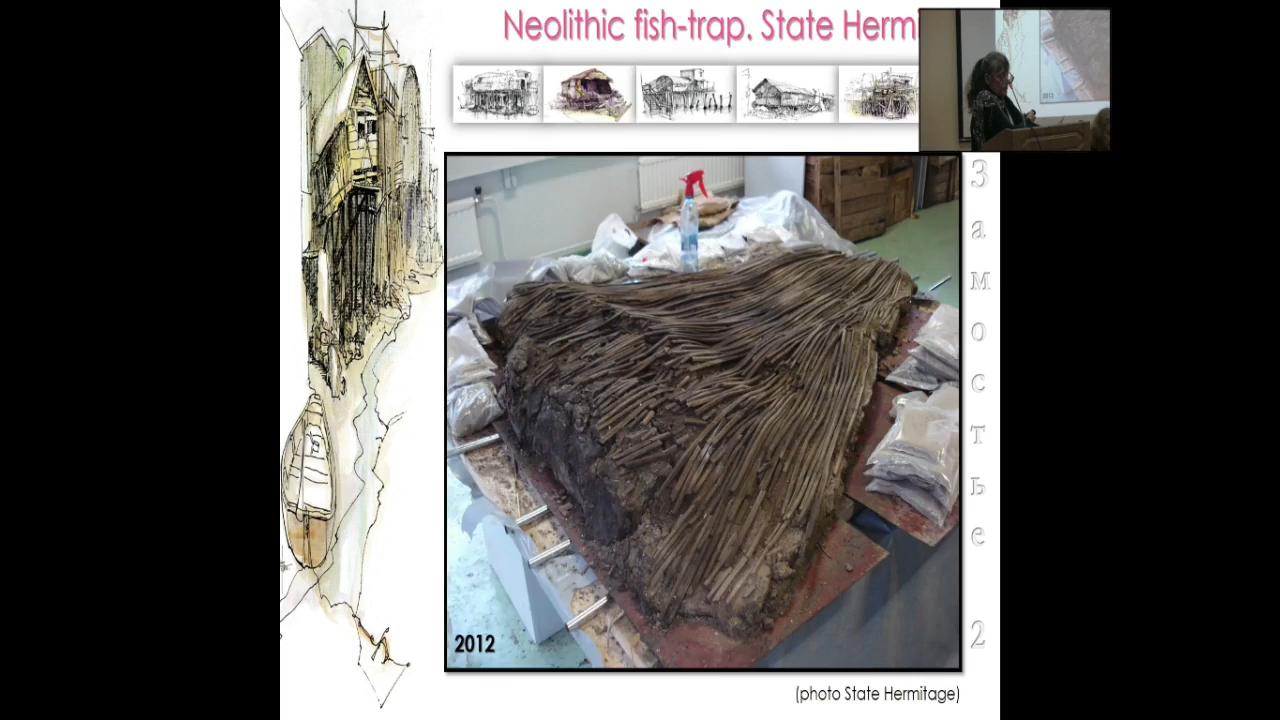 Neolithic fish-trap. State Herm
2012
Замостье 2
(photo State Hermitage)